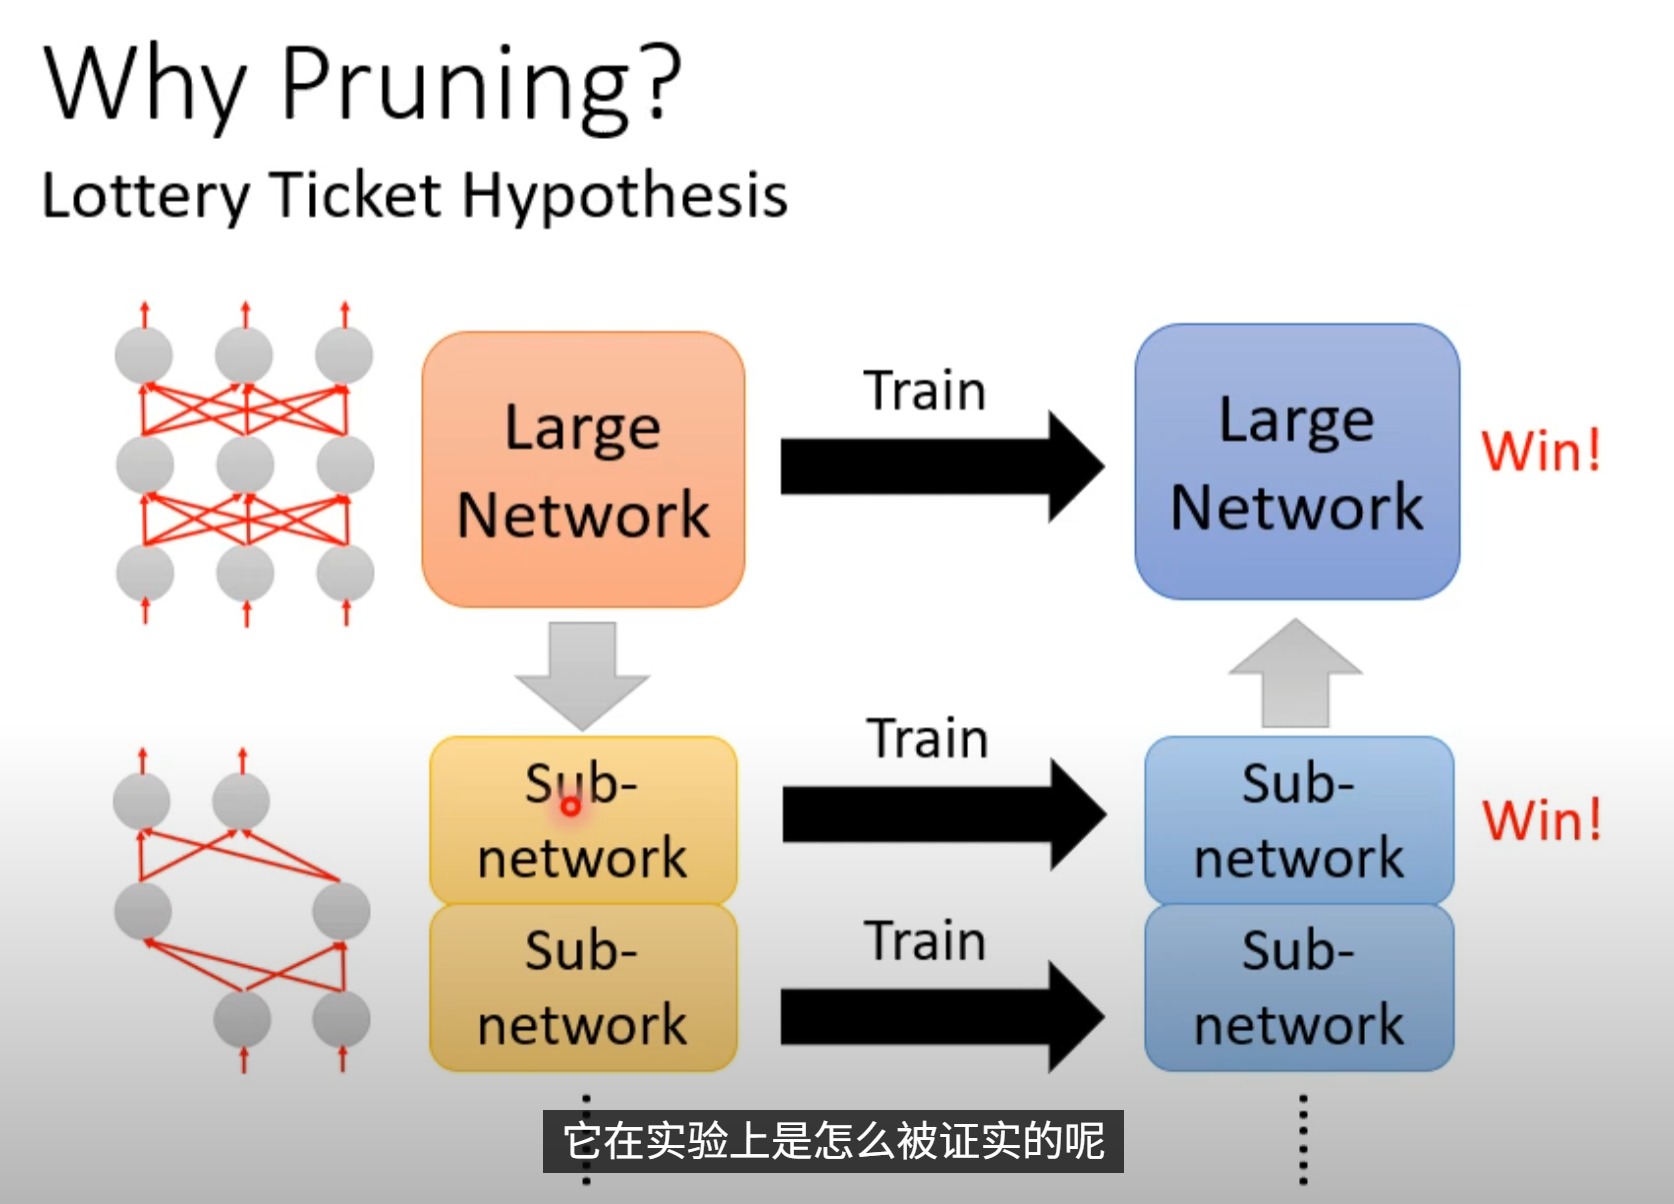 Why Pruning?
Lottery Ticket Hypothesis
Large
Network
Train
Large
Network
Win!
Sub-
network
Train
Sub-
network
Win!
Sub-
network
Train
Sub-
network
它在实验上是怎么被证实的呢